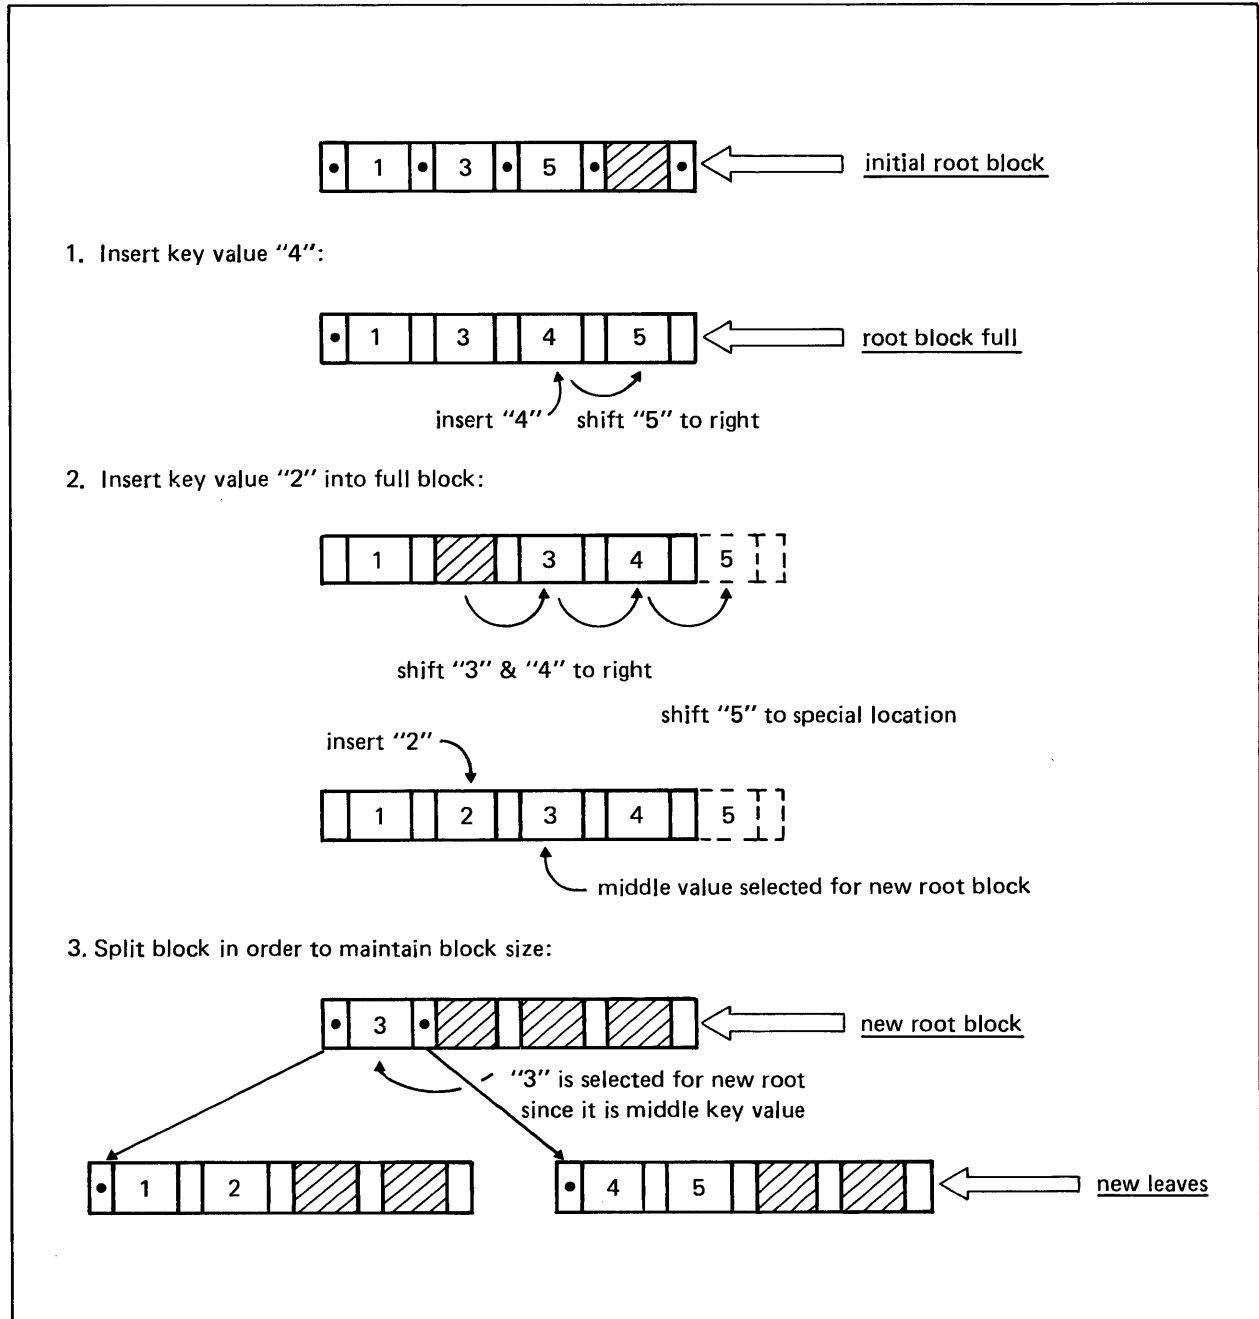 1 3 5 initial root block
1. Insert key value "4":
1 3 4 5 root block full
insert "4" shift "5" to right
2. Insert key value "2" into full block:
1 3 4 5
shift "3" & "4" to right
shift "5" to special location
insert "2"
1 2 3 4 5
middle value selected for new root block
3. Split block in order to maintain block size:
3 new root block
"3" is selected for new root
since it is middle key value
1 2 4 5 new leaves